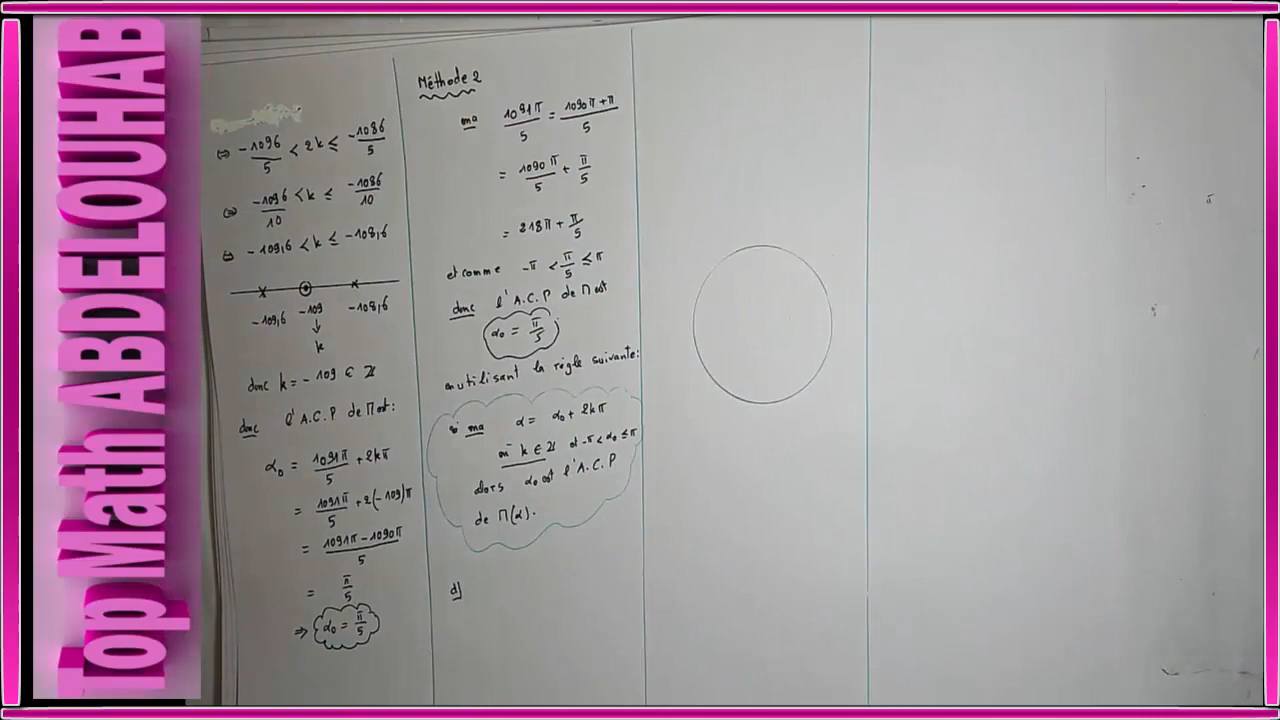 Top Math ABDELOUHAB
⇔ -1096/5 < 2k ≤ -1086/5
⇔ -1096/10 < k ≤ -1086/10
⇔ -109,6 < k ≤ -108,6
-109,6 -109 -108,6
↓
k
donc k = -109 ∈ ℤ
donc l'A.C.P de M est :
α₀ = 1091π/5 + 2kπ
= 1091π/5 + 2(-109)π
= 1091π - 1090π/5
= π/5
⇒ α₀ = π/5
Méthode 2
ma 1091π/5 = 1090π + π/5
= 1090π/5 + π/5
= 218π + π/5
et comme -π < π/5 ≤ π
donc l'A.C.P de M est
α₀ = π/5
en utilisant la règle suivante :
si ma α = α₀ + 2kπ
où k ∈ ℤ et -π < α₀ ≤ π
alors α₀ est l'A.C.P
de M(α).
d)